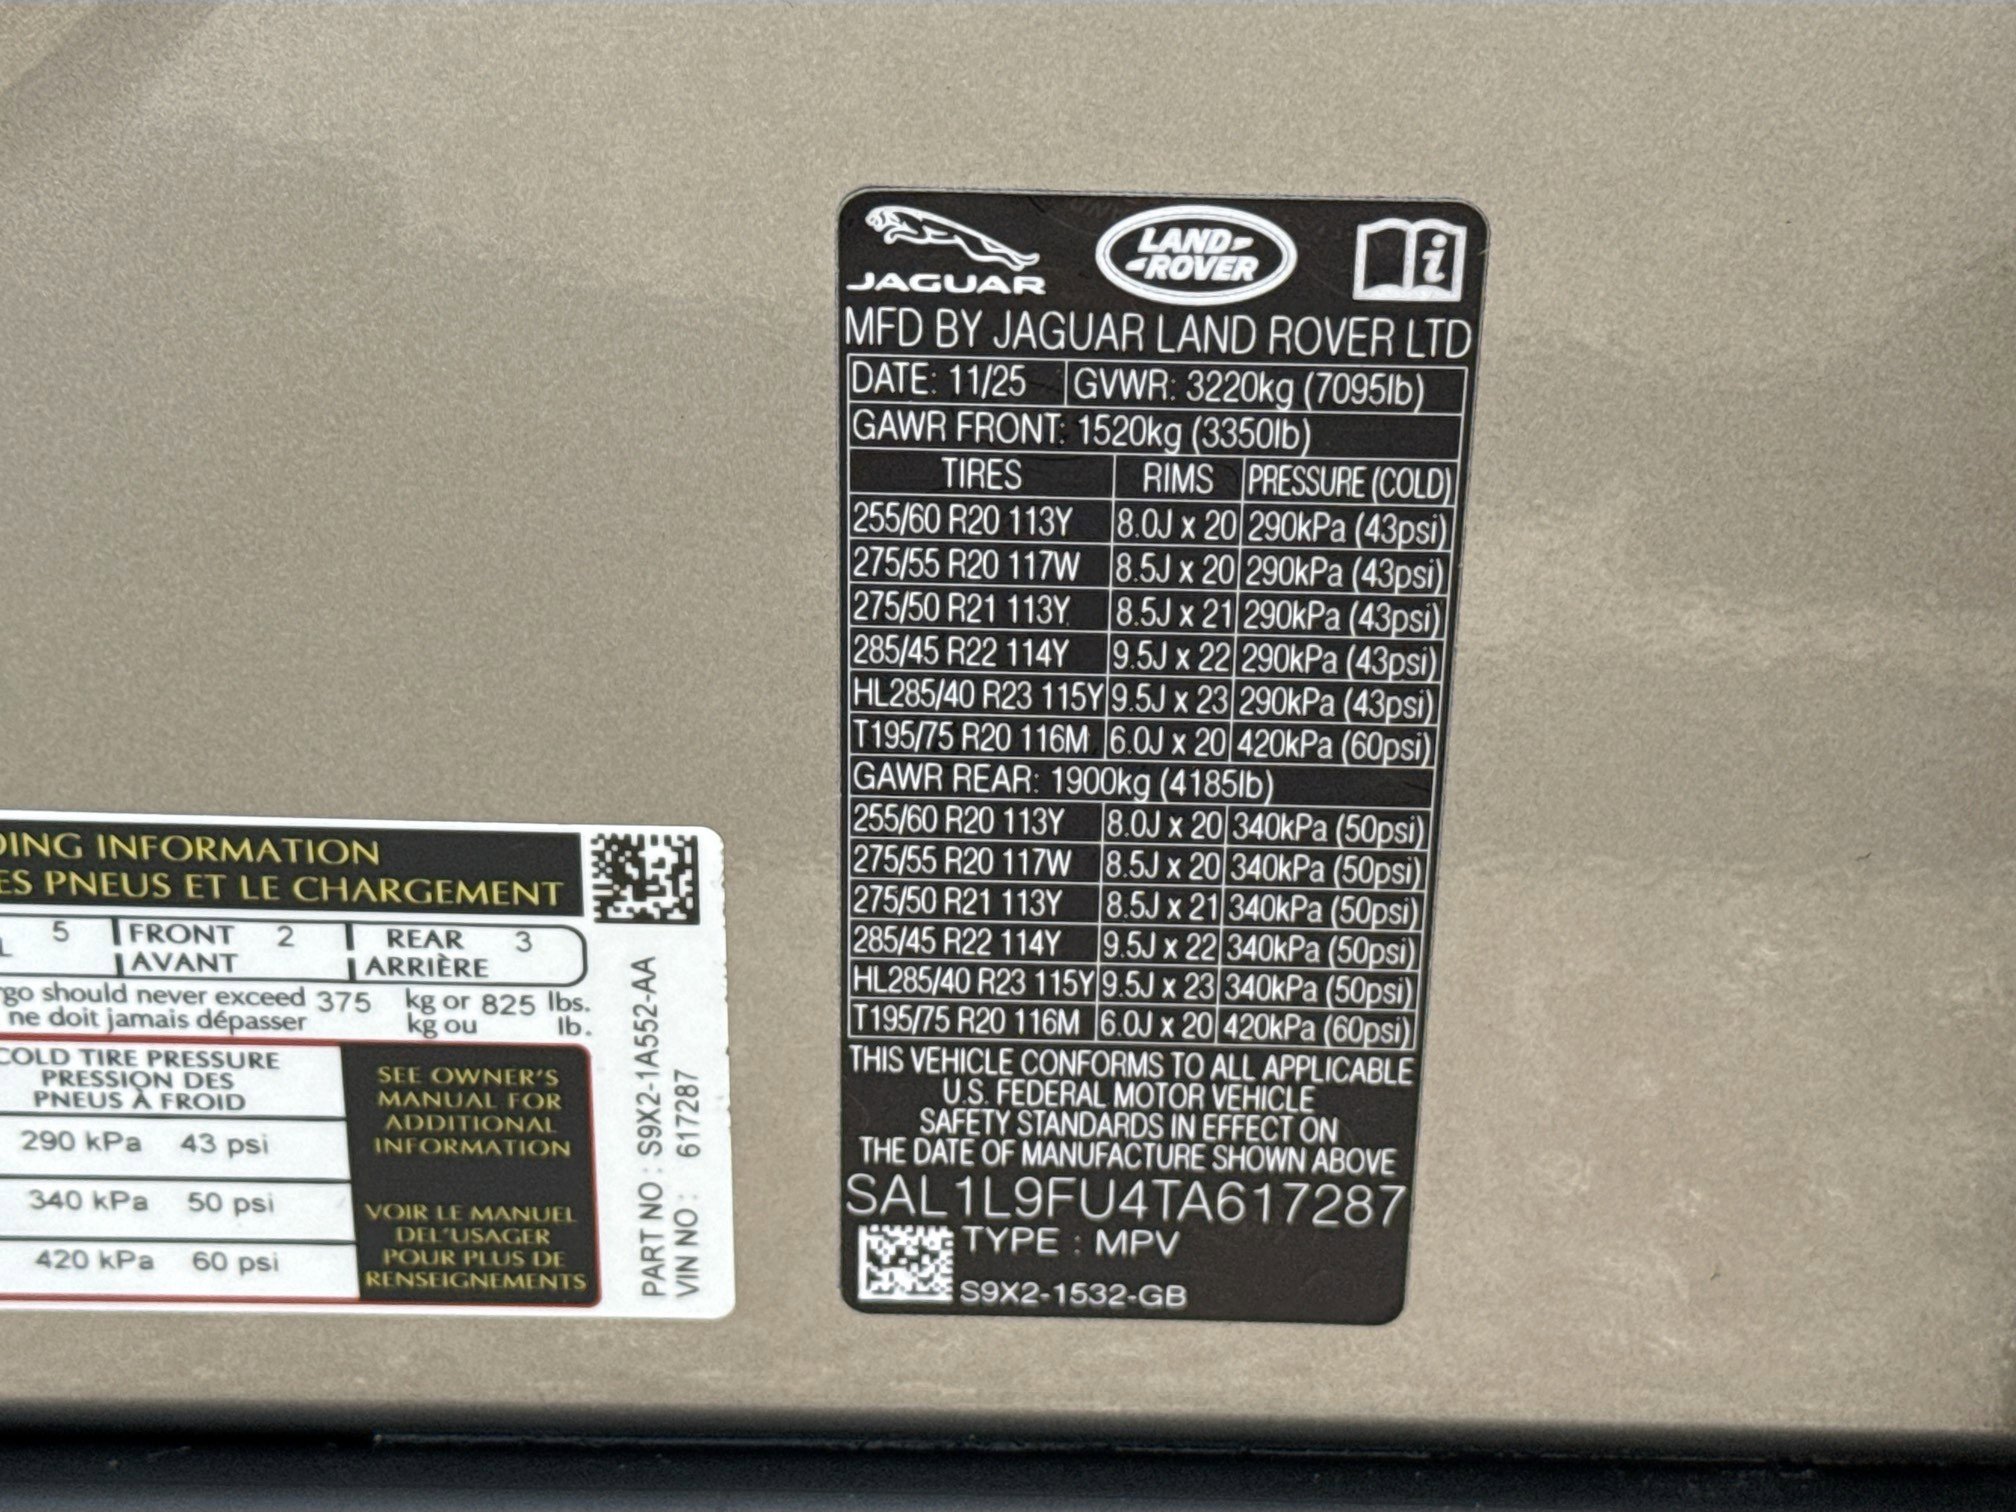 DING INFORMATION
ES PNEUS ET LE CHARGEMENT
5 FRONT 2 REAR 3
AVANT ARRIÈRE
go should never exceed 375 kg or 825 lbs.
ne doit jamais dépasser kg ou lb.
COLD TIRE PRESSURE
PRESSION DES
PNEUS À FROID
290 kPa 43 psi
340 kPa 50 psi
420 kPa 60 psi
SEE OWNER'S
MANUAL FOR
ADDITIONAL
INFORMATION
VOIR LE MANUEL
DEL'USAGER
POUR PLUS DE
RENSEIGNEMENTS
PART NO : S9X2-1A552-AA
VIN NO : 617287
JAGUAR
LAND-
-ROVER
i
MFD BY JAGUAR LAND ROVER LTD
DATE: 11/25 GVWR: 3220kg (7095lb)
GAWR FRONT: 1520kg (3350lb)
TIRES RIMS PRESSURE (COLD)
255/60 R20 113Y 8.0J x 20 290kPa (43psi)
275/55 R20 117W 8.5J x 20 290kPa (43psi)
275/50 R21 113Y 8.5J x 21 290kPa (43psi)
285/45 R22 114Y 9.5J x 22 290kPa (43psi)
HL285/40 R23 115Y 9.5J x 23 290kPa (43psi)
T195/75 R20 116M 6.0J x 20 420kPa (60psi)
GAWR REAR: 1900kg (4185lb)
255/60 R20 113Y 8.0J x 20 340kPa (50psi)
275/55 R20 117W 8.5J x 20 340kPa (50psi)
275/50 R21 113Y 8.5J x 21 340kPa (50psi)
285/45 R22 114Y 9.5J x 22 340kPa (50psi)
HL285/40 R23 115Y 9.5J x 23 340kPa (50psi)
T195/75 R20 116M 6.0J x 20 420kPa (60psi)
THIS VEHICLE CONFORMS TO ALL APPLICABLE
U.S. FEDERAL MOTOR VEHICLE
SAFETY STANDARDS IN EFFECT ON
THE DATE OF MANUFACTURE SHOWN ABOVE
SAL1L9FU4TA617287
TYPE : MPV
S9X2-1532-GB